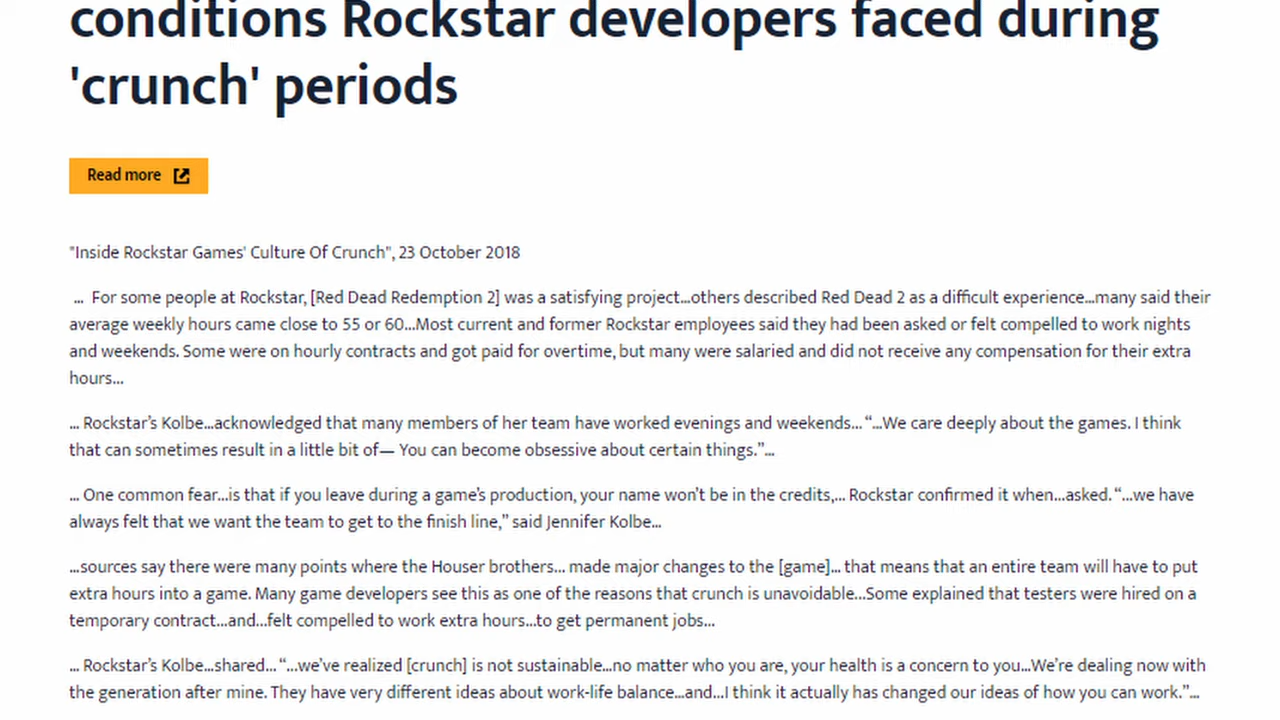 conditions Rockstar developers faced during
'crunch' periods
Read more
"Inside Rockstar Games' Culture Of Crunch", 23 October 2018
... For some people at Rockstar, [Red Dead Redemption 2] was a satisfying project...others described Red Dead 2 as a difficult experience...many said their
average weekly hours came close to 55 or 60...Most current and former Rockstar employees said they had been asked or felt compelled to work nights
and weekends. Some were on hourly contracts and got paid for overtime, but many were salaried and did not receive any compensation for their extra
hours...
... Rockstar’s Kolbe...acknowledged that many members of her team have worked evenings and weekends... “...We care deeply about the games. I think
that can sometimes result in a little bit of— You can become obsessive about certain things.”...
... One common fear...is that if you leave during a game’s production, your name won’t be in the credits,... Rockstar confirmed it when...asked. “...we have
always felt that we want the team to get to the finish line,” said Jennifer Kolbe...
...sources say there were many points where the Houser brothers... made major changes to the [game]... that means that an entire team will have to put
extra hours into a game. Many game developers see this as one of the reasons that crunch is unavoidable...Some explained that testers were hired on a
temporary contract...and...felt compelled to work extra hours...to get permanent jobs...
... Rockstar’s Kolbe...shared... “...we’ve realized [crunch] is not sustainable...no matter who you are, your health is a concern to you...We’re dealing now with
the generation after mine. They have very different ideas about work-life balance...and...I think it actually has changed our ideas of how you can work.”...